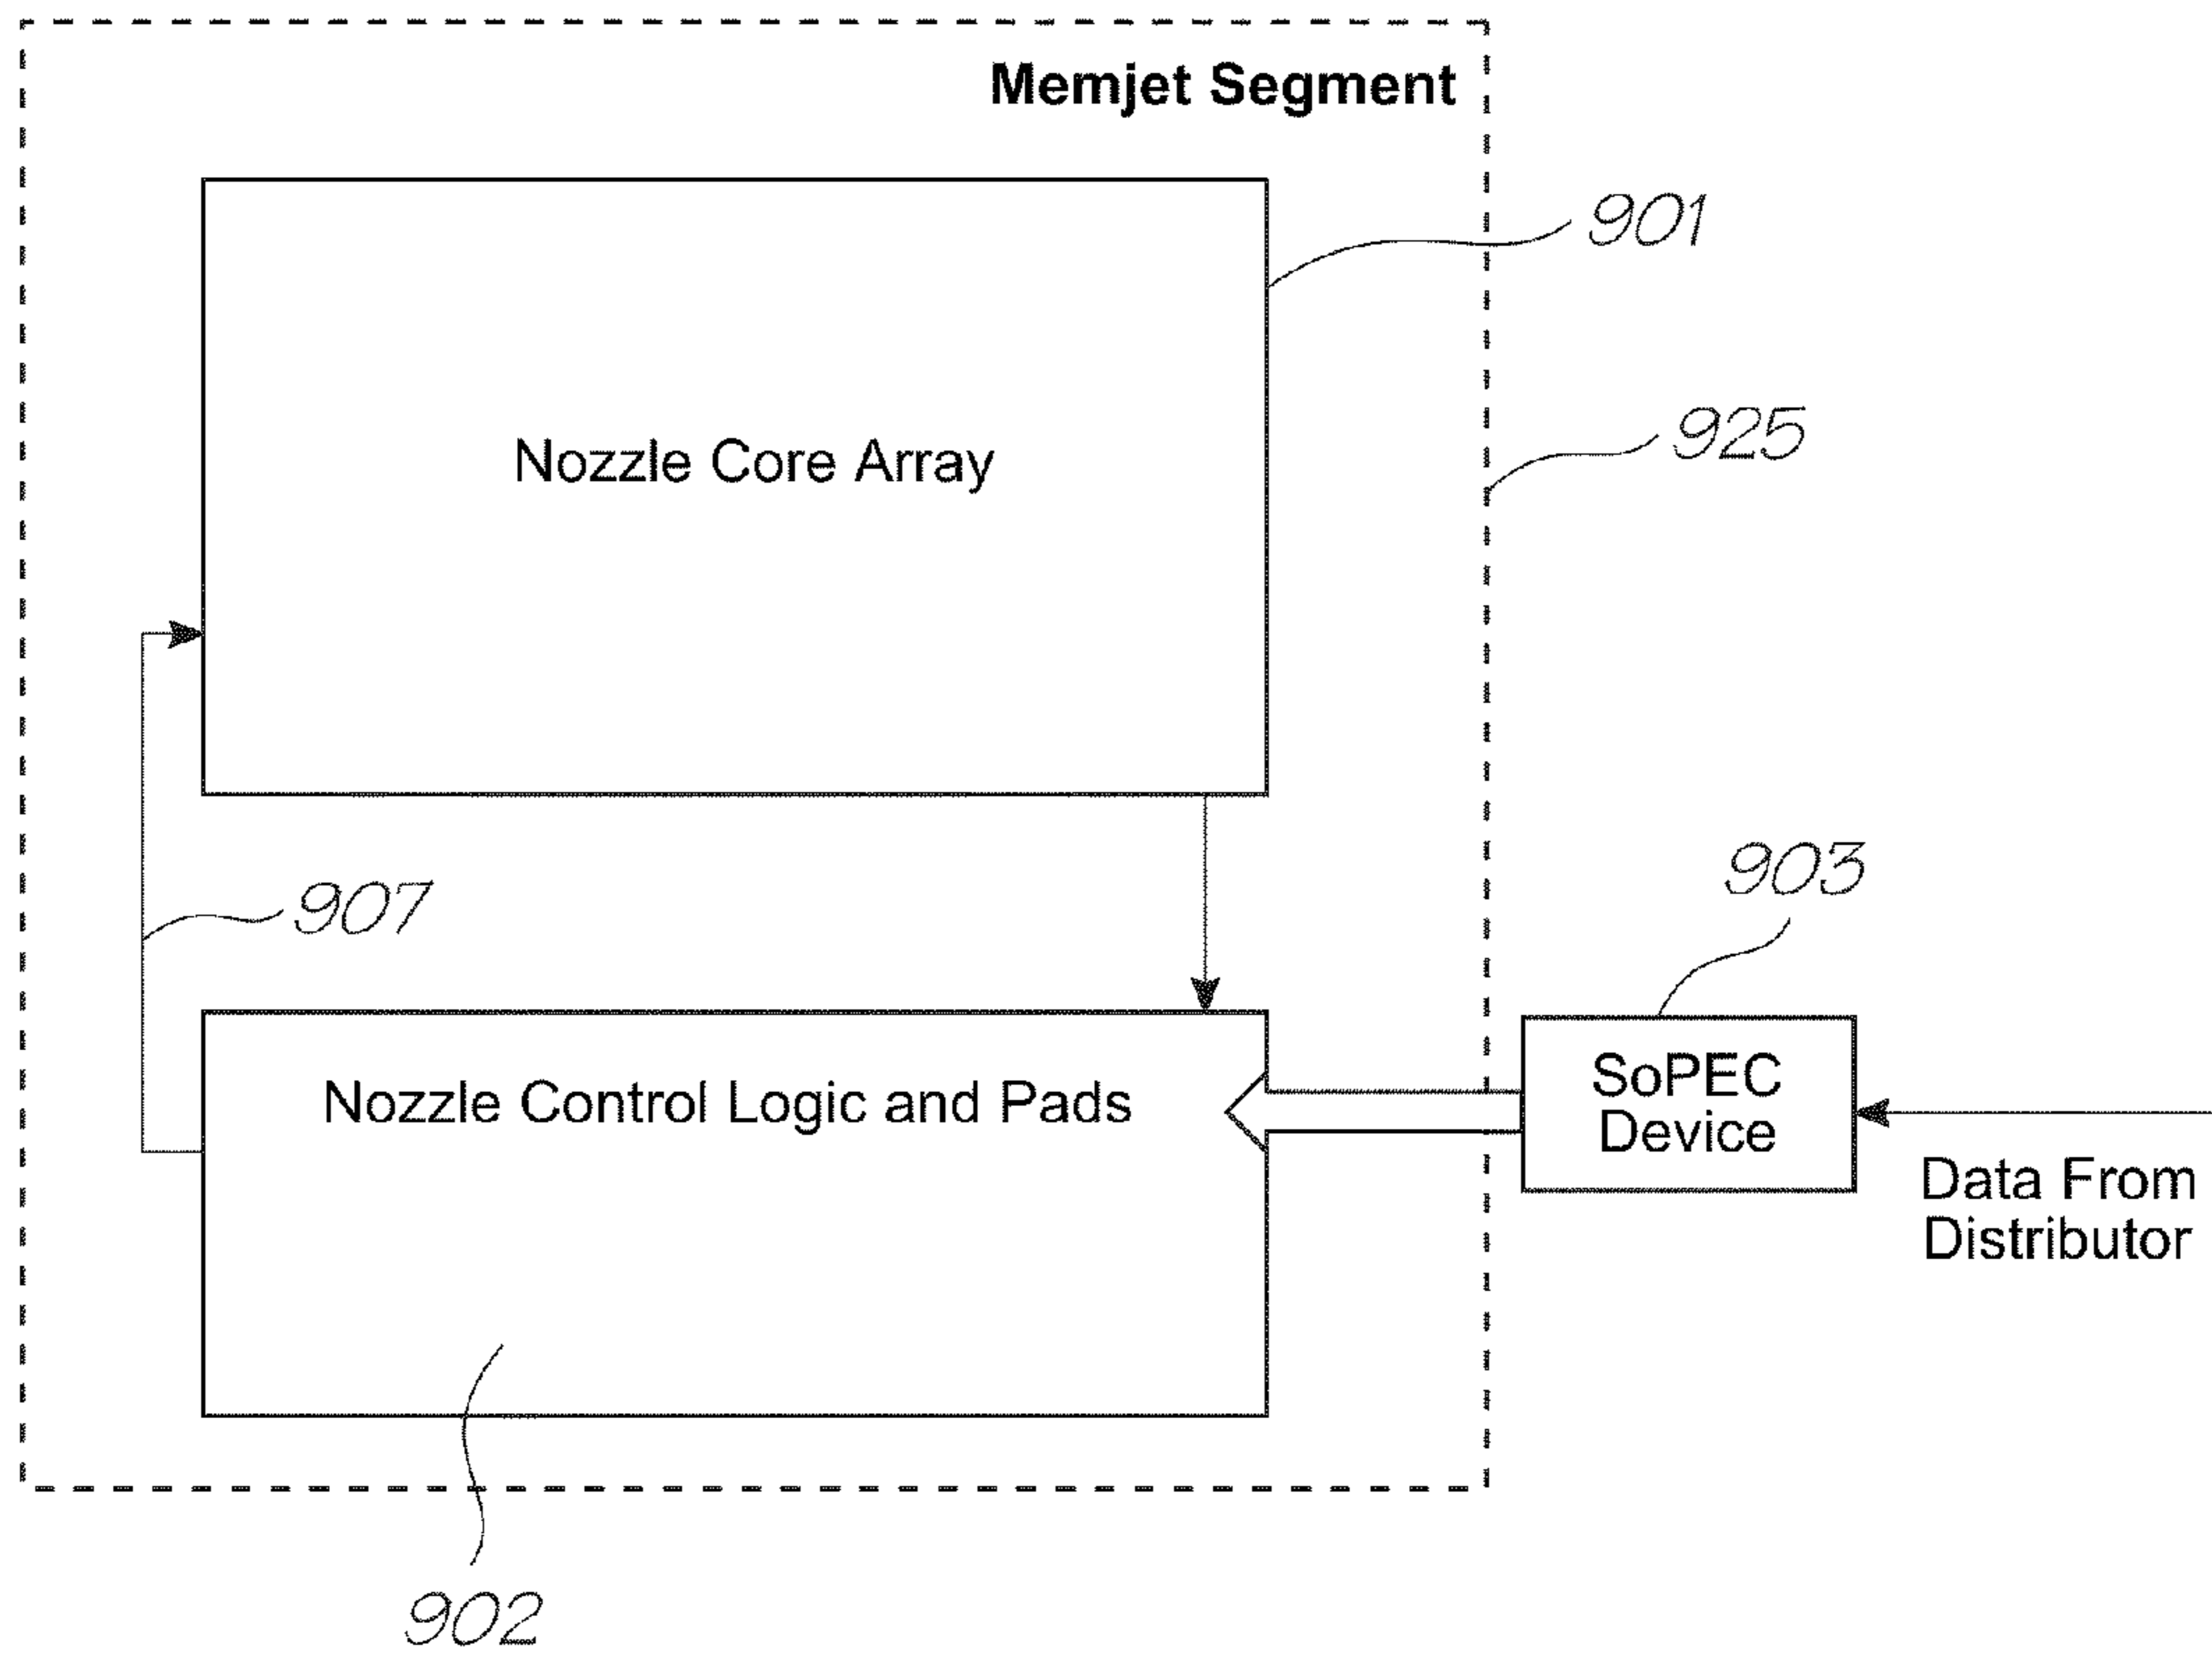 Memjet Segment
901
Nozzle Core Array
925
903
907
SoPEC
Device
Nozzle Control Logic and Pads
Data From
Distributor
902